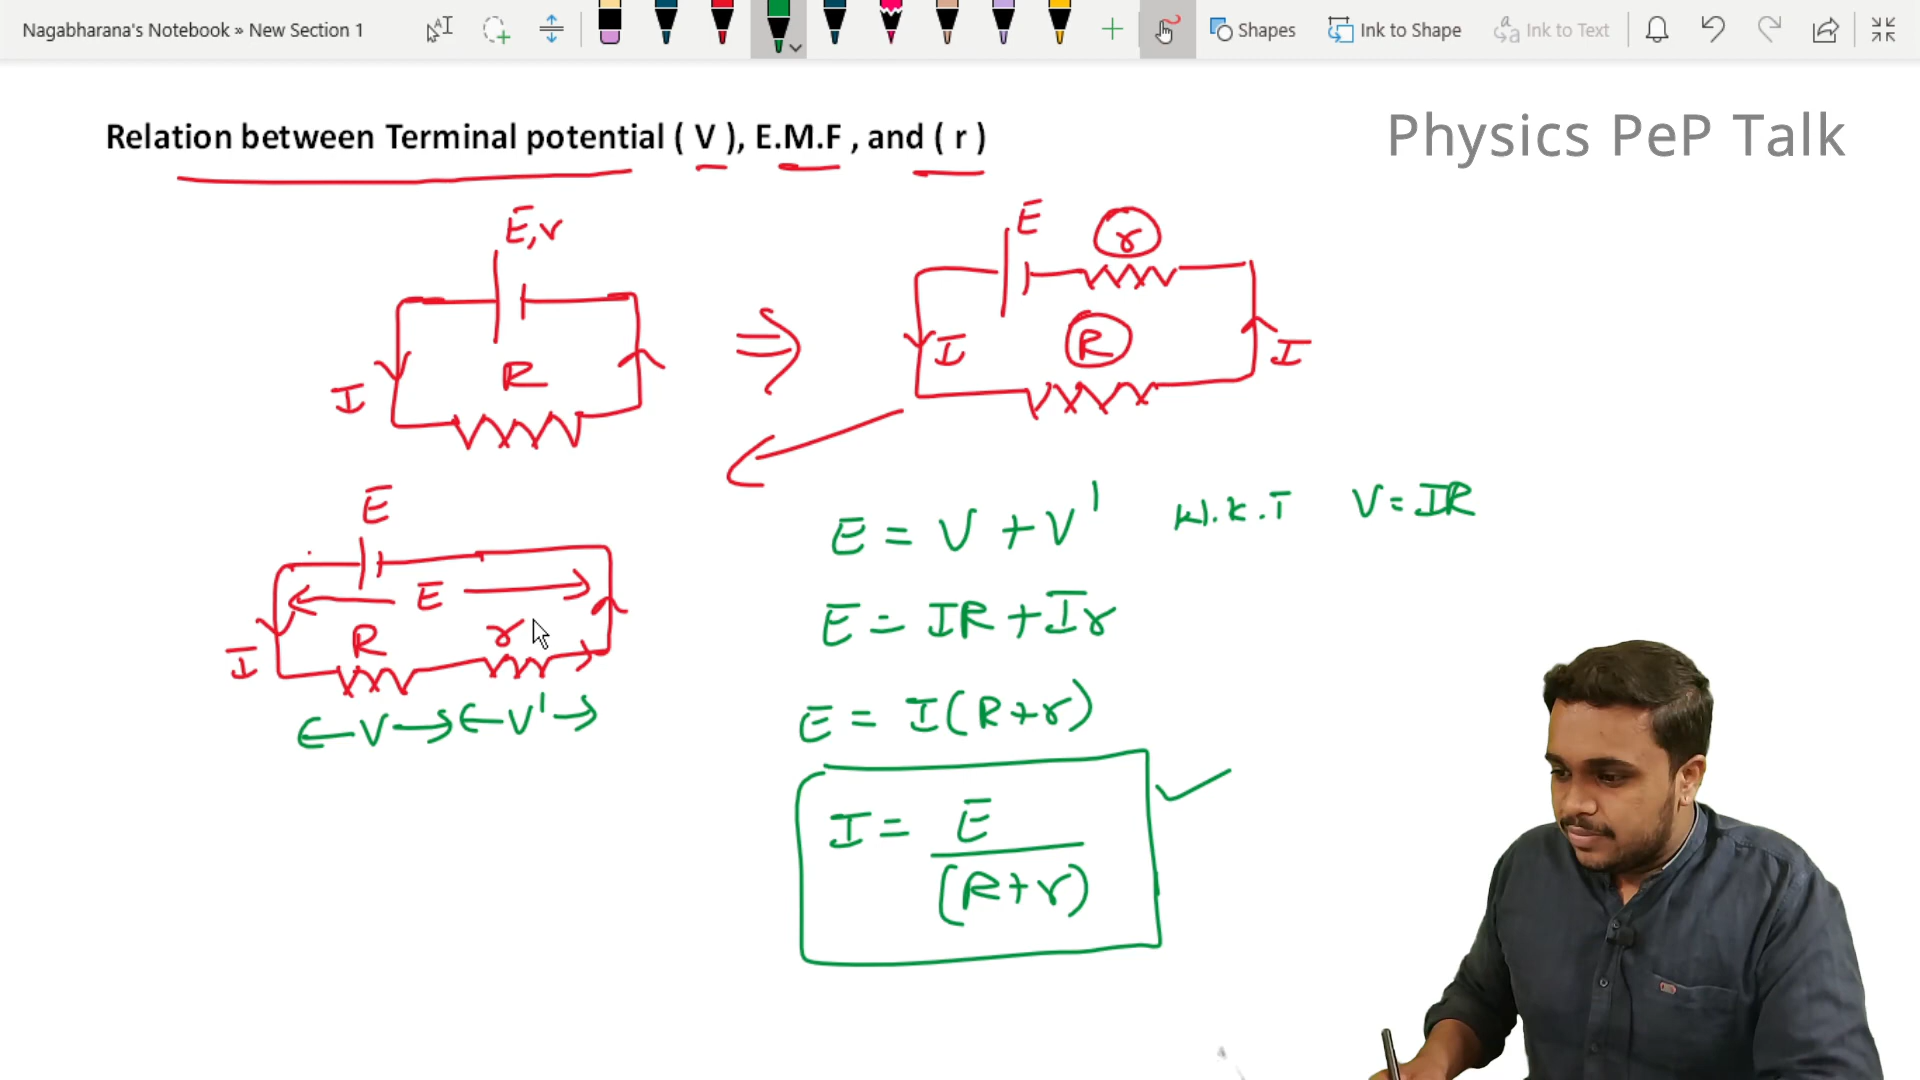 Nagabharana's Notebook » New Section 1
Shapes
Ink to Shape
Ink to Text
Relation between Terminal potential ( V ), E.M.F , and ( r )
Physics PeP Talk
E, r
R
I
⇒
E
r
I
R
I
E
E
R
r
I
V
V'
E = V + V'
W.K.T V = IR
E = IR + Ir
E = I(R+r)
I = E
(R+r)